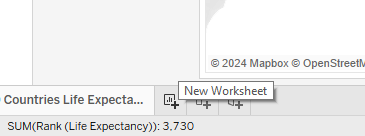 © 2024 Mapbox © OpenStreetM
New Worksheet
Countries Life Expecta...
SUM(Rank (Life Expectancy)): 3,730